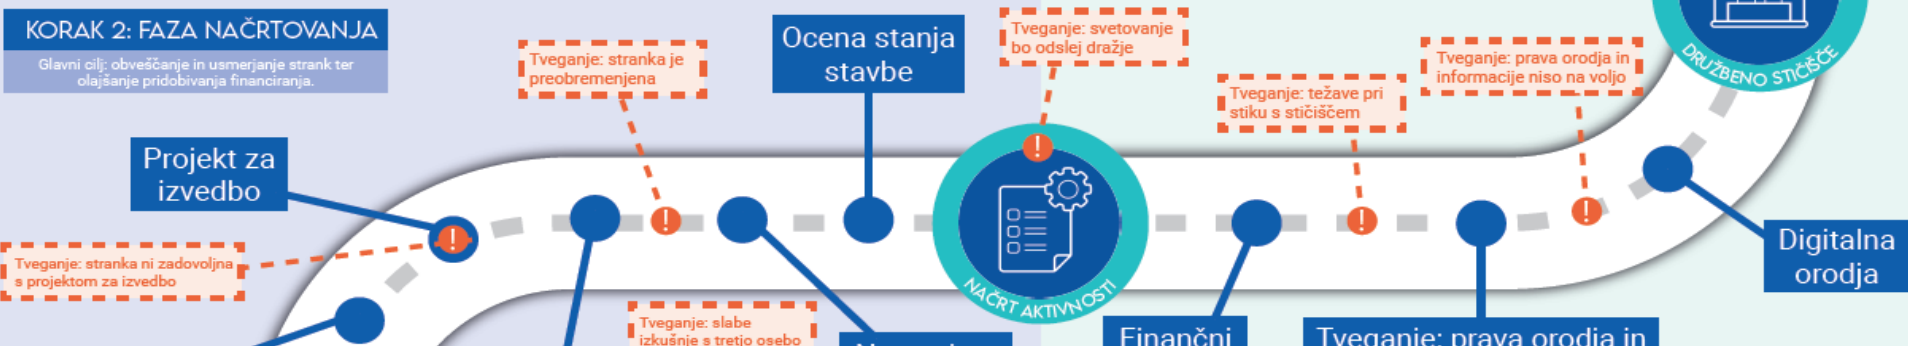 KORAK 2: FAZA NAČRTOVANJA
Glavni cilj: obveščanje in usmerjanje strank ter
olajšanje pridobivanja financiranja.
Tveganje: stranka je
preobremenjena
Ocena stanja
stavbe
Tveganje: svetovanje
bo odslej dražje
Tveganje: težave pri
stiku s stičiščem
Tveganje: prava orodja in
informacije niso na voljo
DRUŽBENO STIČIŠČE
Projekt za
izvedbo
Tveganje: stranka ni zadovoljna
s projektom za izvedbo
NAČRT AKTIVNOSTI
Digitalna
orodja
Tveganje: slabe
izkušnje s tretjo osebo
Finančni
Tveganje: prava orodja in